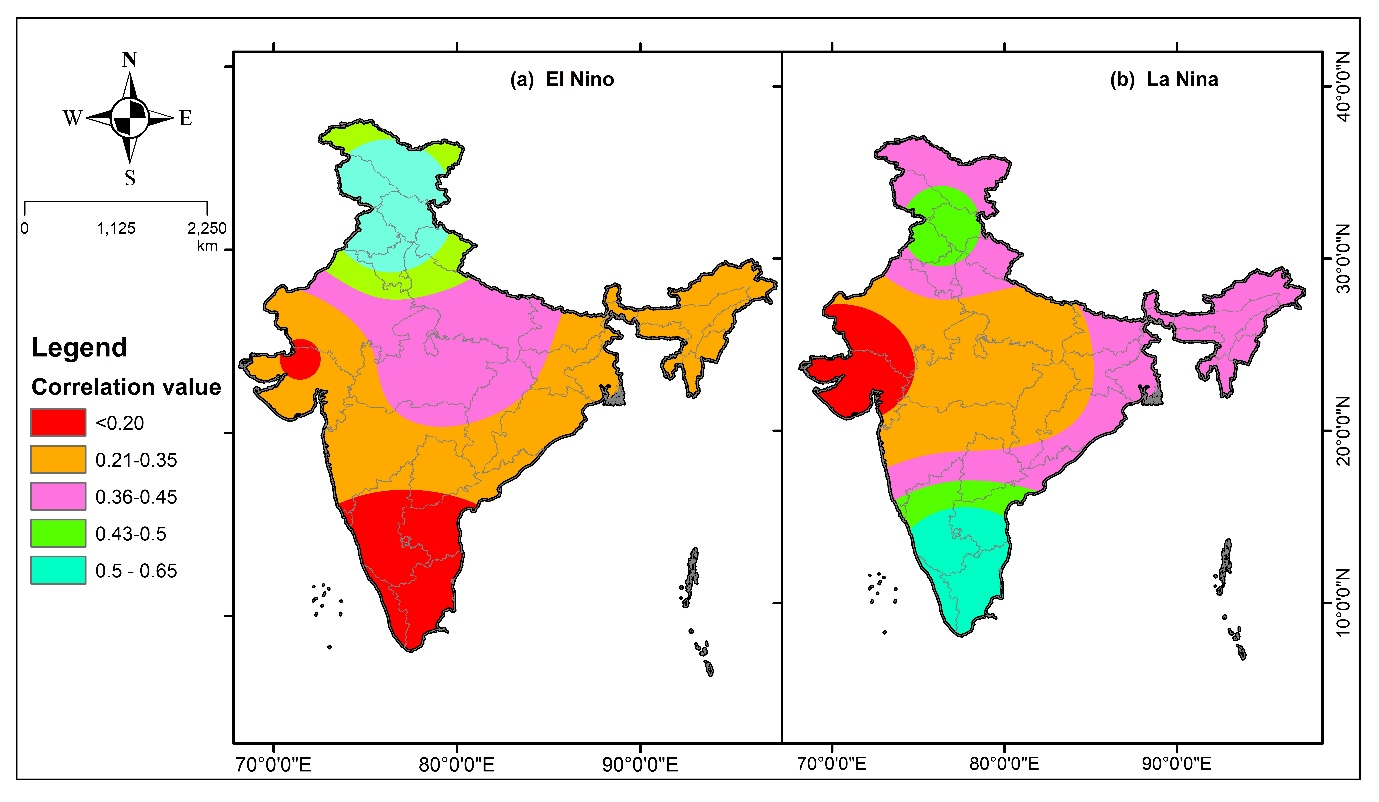 N
W E
S
0 1,125 2,250
km
Legend
Correlation value
<0.20
0.21-0.35
0.36-0.45
0.43-0.5
0.5 - 0.65
(a) El Nino
(b) La Nina
40°0'0"N
30°0'0"N
20°0'0"N
10°0'0"N
70°0'0"E 80°0'0"E 90°0'0"E 70°0'0"E 80°0'0"E 90°0'0"E